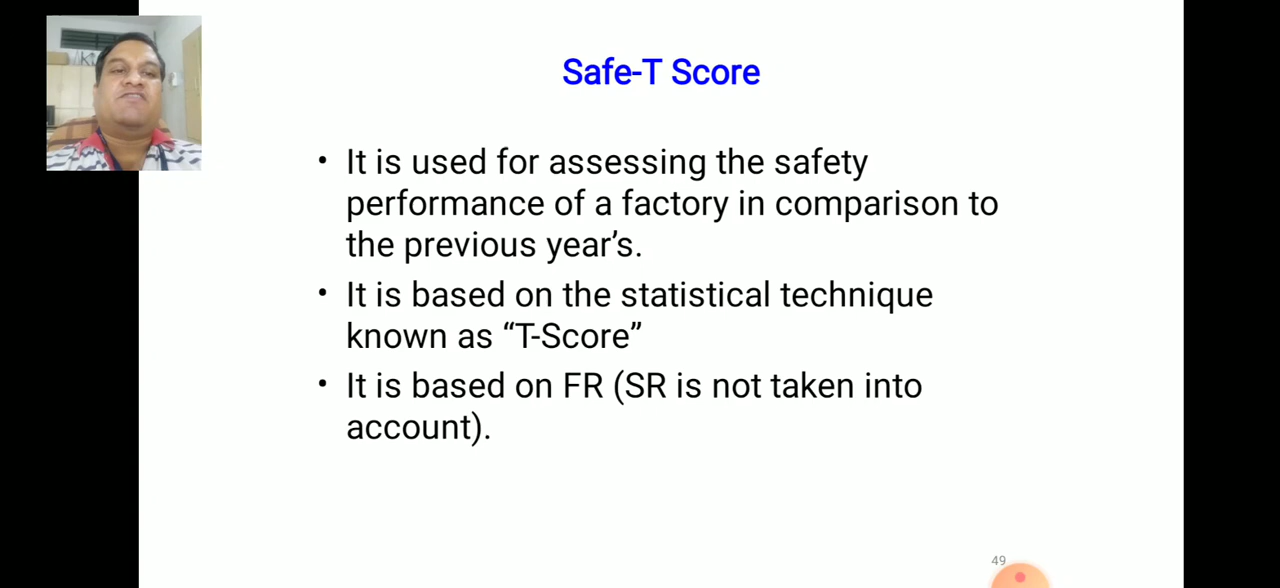 Safe-T Score
• It is used for assessing the safety
performance of a factory in comparison to
the previous year’s.
• It is based on the statistical technique
known as “T-Score”
• It is based on FR (SR is not taken into
account).
49